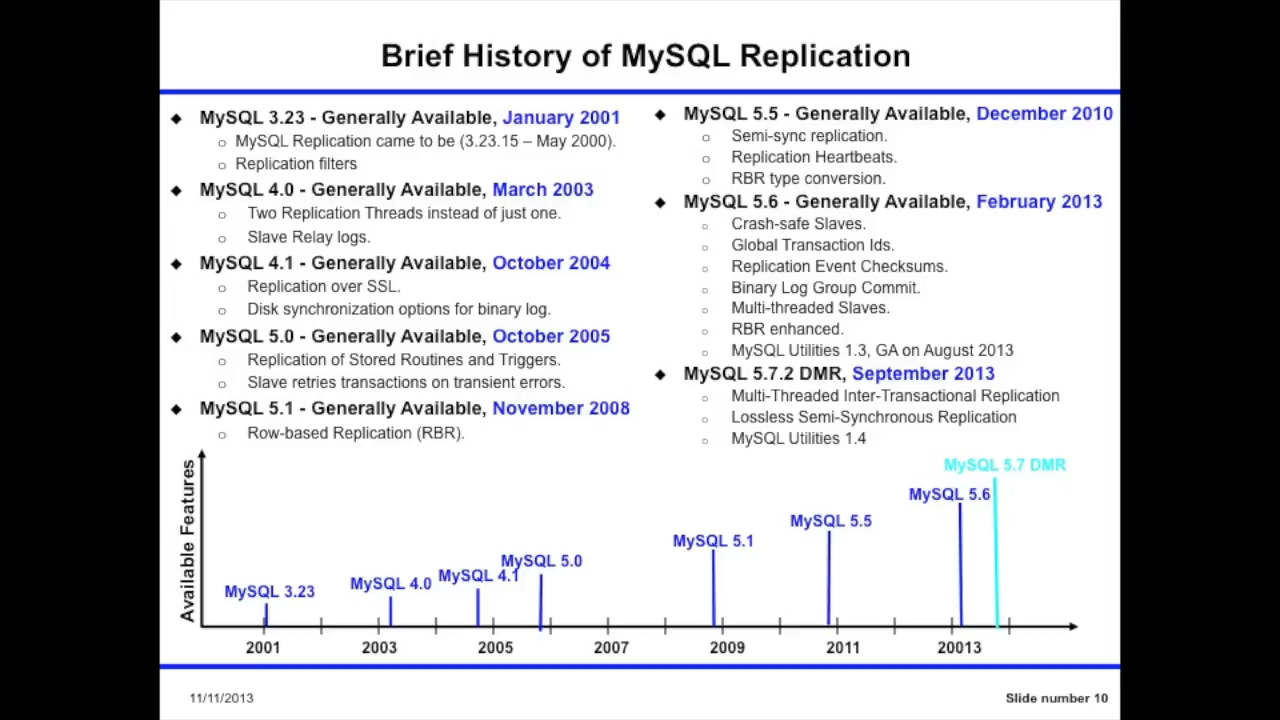 Brief History of MySQL Replication
◆ MySQL 3.23 - Generally Available, January 2001
○ MySQL Replication came to be (3.23.15 – May 2000).
○ Replication filters
◆ MySQL 4.0 - Generally Available, March 2003
○ Two Replication Threads instead of just one.
○ Slave Relay logs.
◆ MySQL 4.1 - Generally Available, October 2004
○ Replication over SSL.
○ Disk synchronization options for binary log.
◆ MySQL 5.0 - Generally Available, October 2005
○ Replication of Stored Routines and Triggers.
○ Slave retries transactions on transient errors.
◆ MySQL 5.1 - Generally Available, November 2008
○ Row-based Replication (RBR).
◆ MySQL 5.5 - Generally Available, December 2010
○ Semi-sync replication.
○ Replication Heartbeats.
○ RBR type conversion.
◆ MySQL 5.6 - Generally Available, February 2013
○ Crash-safe Slaves.
○ Global Transaction Ids.
○ Replication Event Checksums.
○ Binary Log Group Commit.
○ Multi-threaded Slaves.
○ RBR enhanced.
○ MySQL Utilities 1.3, GA on August 2013
◆ MySQL 5.7.2 DMR, September 2013
○ Multi-Threaded Inter-Transactional Replication
○ Lossless Semi-Synchronous Replication
○ MySQL Utilities 1.4
Available Features
MySQL 3.23
MySQL 4.0
MySQL 4.1
MySQL 5.0
MySQL 5.1
MySQL 5.5
MySQL 5.6
MySQL 5.7 DMR
2001 2003 2005 2007 2009 2011 20013
11/11/2013
Slide number 10